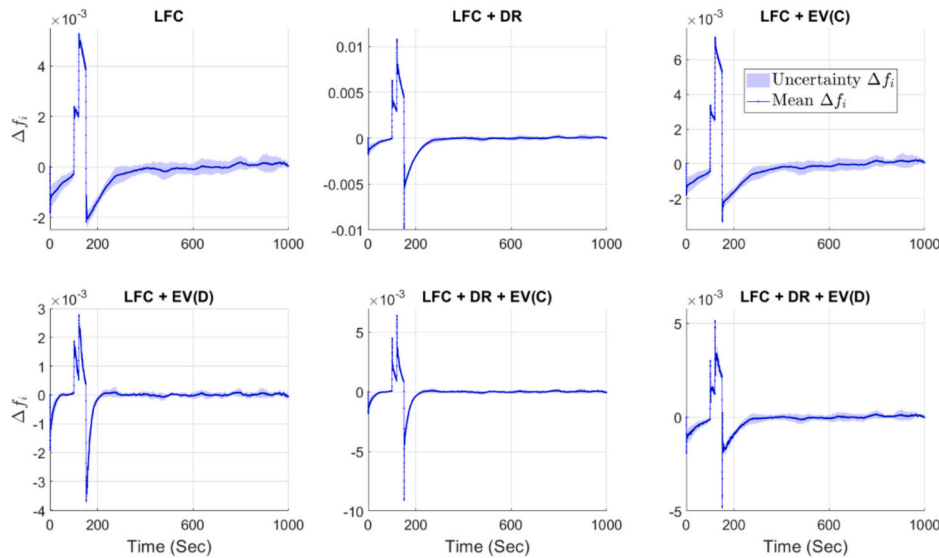 LFC
LFC + DR
LFC + EV(C)
×10⁻³
4
2
0
-2
Δf_i
0 200 600 1000
0.01
0.005
0
-0.005
-0.01
0 200 600 1000
×10⁻³
6
4
2
0
-2
0 200 600 1000
Uncertainty Δf_i
Mean Δf_i
LFC + EV(D)
LFC + DR + EV(C)
LFC + DR + EV(D)
×10⁻³
3
2
1
0
-1
-2
-3
-4
Δf_i
0 200 600 1000
Time (Sec)
×10⁻³
5
0
-5
-10
0 200 600 1000
Time (Sec)
×10⁻³
5
0
-5
0 200 600 1000
Time (Sec)